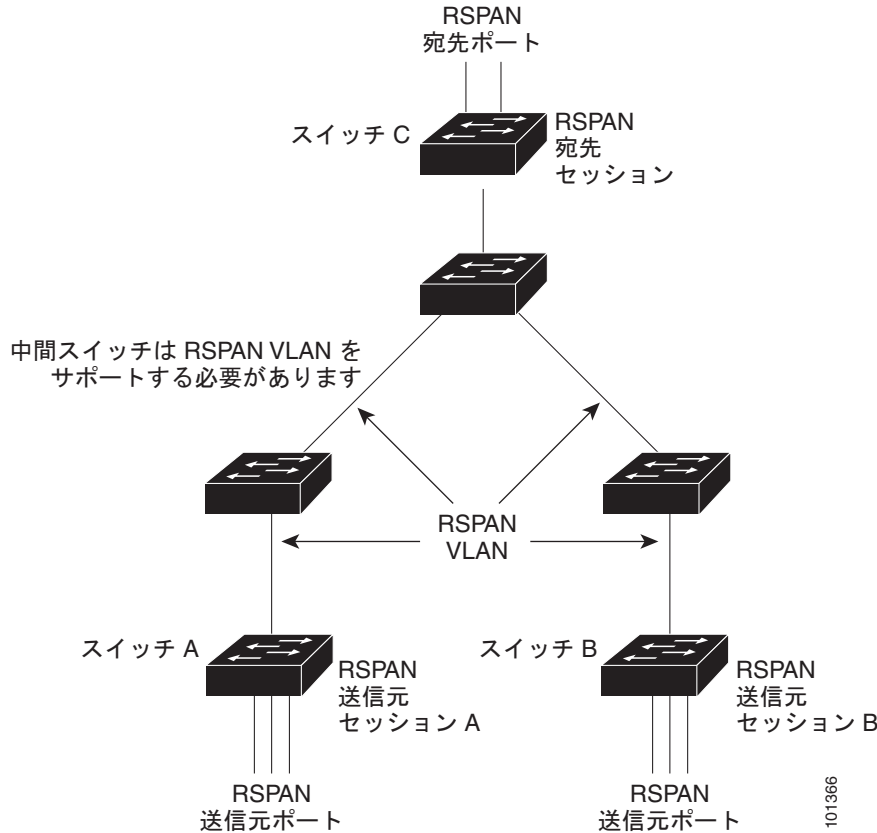 RSPAN
宛先ポート
スイッチ C
RSPAN
宛先
セッション
中間スイッチは RSPAN VLAN を
サポートする必要があります
RSPAN
VLAN
スイッチ A
RSPAN
送信元
セッション A
スイッチ B
RSPAN
送信元
セッション B
RSPAN
送信元ポート
RSPAN
送信元ポート
101366